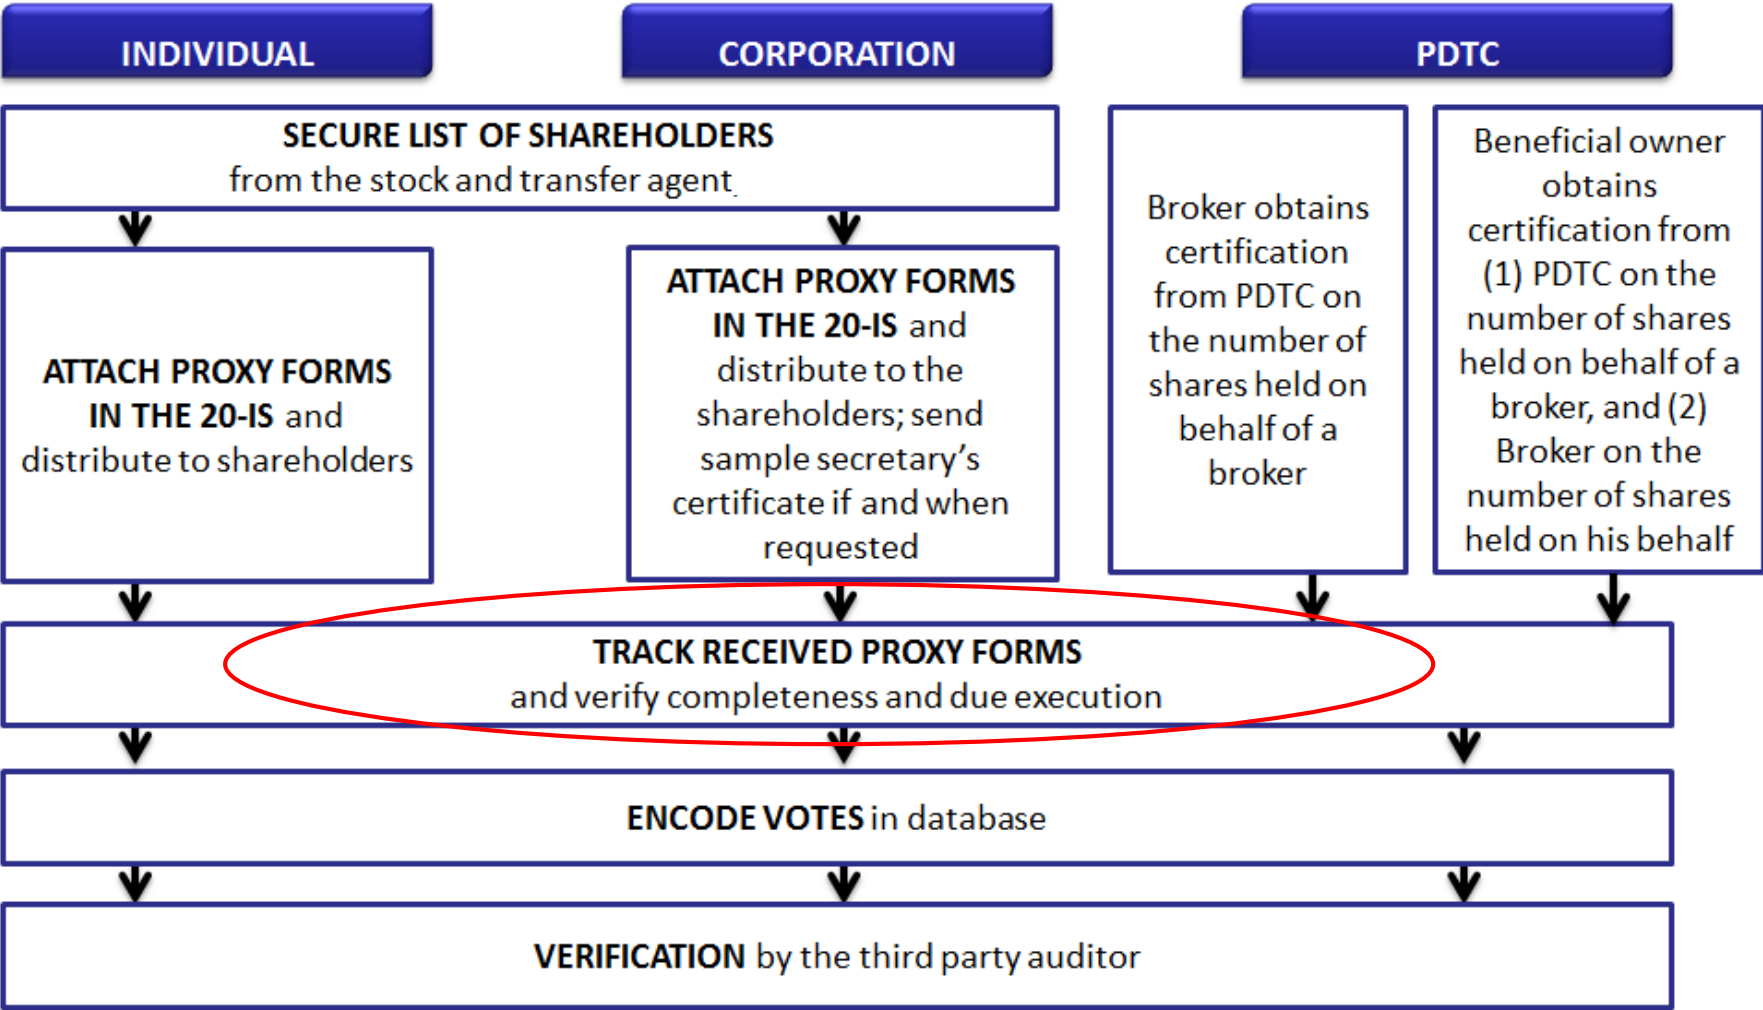 INDIVIDUAL
CORPORATION
PDTC
SECURE LIST OF SHAREHOLDERS
from the stock and transfer agent.
ATTACH PROXY FORMS
IN THE 20-IS and
distribute to shareholders
ATTACH PROXY FORMS
IN THE 20-IS and
distribute to the
shareholders; send
sample secretary’s
certificate if and when
requested
Broker obtains
certification
from PDTC on
the number of
shares held on
behalf of a
broker
Beneficial owner
obtains
certification from
(1) PDTC on the
number of shares
held on behalf of a
broker, and (2)
Broker on the
number of shares
held on his behalf
TRACK RECEIVED PROXY FORMS
and verify completeness and due execution
ENCODE VOTES in database
VERIFICATION by the third party auditor